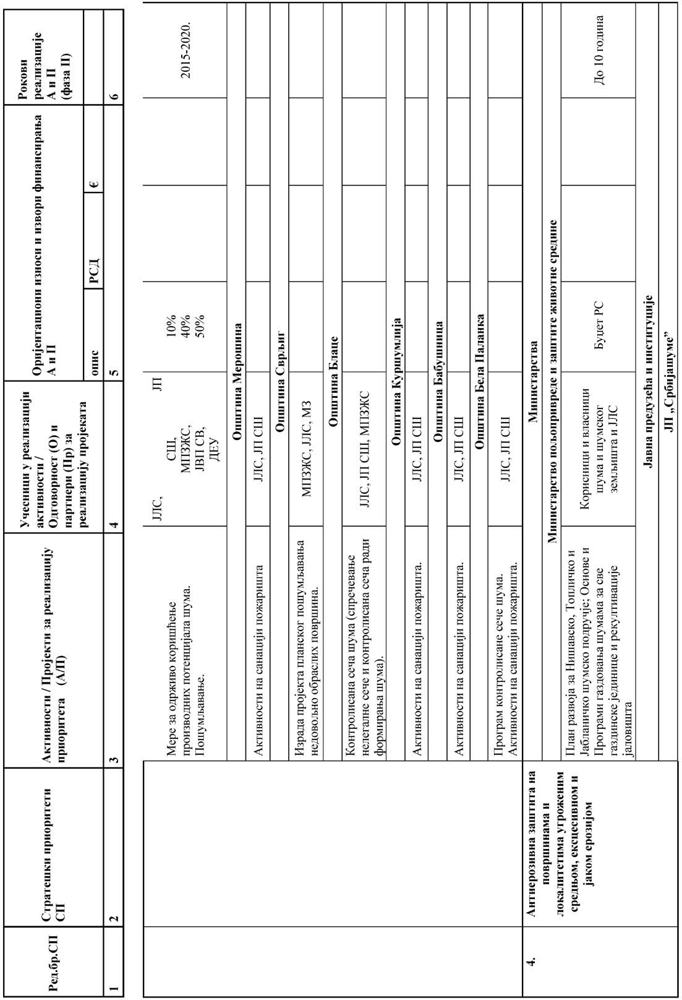 Ред.бр.СП
Стратешки приоритети
СП
Активности / Пројекти за реализацију
приоритета (А/П)
Учесници у реализацији
активности /
Одговорност (О) и
партнери (Пр) за
реализацију пројеката
Оријентациони износи и извори финансирања
А и П
опис
РСД
€
Рокови
реализације
А и П
(фаза II)
1
2
3
4
5
6
Мере за одрживо коришћење
производних потенцијала шума.
Пошумљавање.
ЈЛС, ЈП
СШ,
МПЗЖС,
ЈВП СВ,
ДЕУ
10%
40%
50%
2015-2020.
Општина Мерошина
Активности на санацији пожаришта
ЈЛС, ЈП СШ
Општина Сврљиг
Израда пројекта планског пошумљавања
недовољно обраслих површина.
МПЗЖС, ЈЛС, МЗ
Општина Блаце
Контролисана сеча шума (спречевање
нелегалне сече и контролисана сеча ради
формирања шума).
ЈЛС, ЈП СШ, МПЗЖС
Општина Куршумлија
Активности на санацији пожаришта.
ЈЛС, ЈП СШ
Општина Бабушница
Активности на санацији пожаришта.
ЈЛС, ЈП СШ
Општина Бела Паланка
Програм контролисане сече шума.
Активности на санацији пожаришта.
ЈЛС, ЈП СШ
4.
Антиерозивна заштита на
површинама и
локалитетима угроженим
средњом, ексцесивном и
јаком ерозијом
Министарства
Министарство пољопривреде и заштите животне средине
План развоја за Нишавско, Топличко и
Јабланичко шумско подручје; Основе и
Програми газдовања шумама за све
газдинске јединице и рекултивације
јаловишта
Корисници и власници
шума и шумског
земљишта и ЈЛС
Буџет РС
До 10 година
Јавна предузећа и институције
ЈП „Србијашуме”